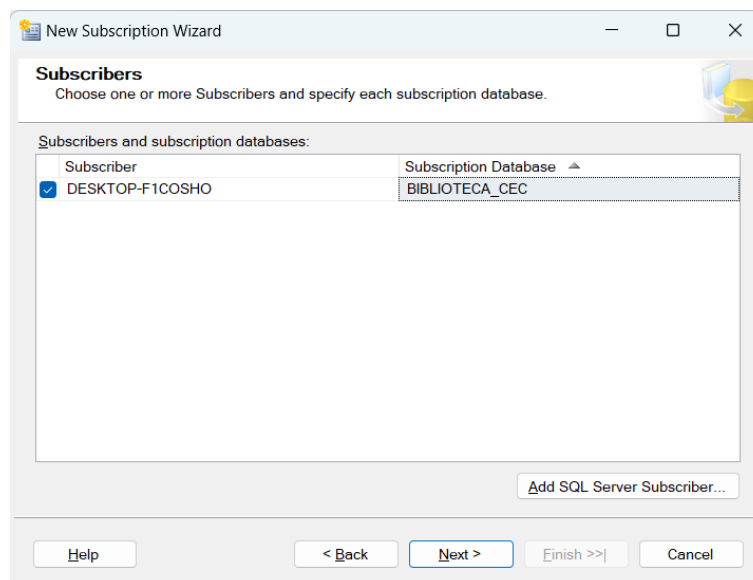 New Subscription Wizard
Subscribers
Choose one or more Subscribers and specify each subscription database.
Subscribers and subscription databases:
Subscriber Subscription Database
DESKTOP-F1COSHO BIBLIOTECA_CEC
Add SQL Server Subscriber...
Help < Back Next > Finish >>| Cancel